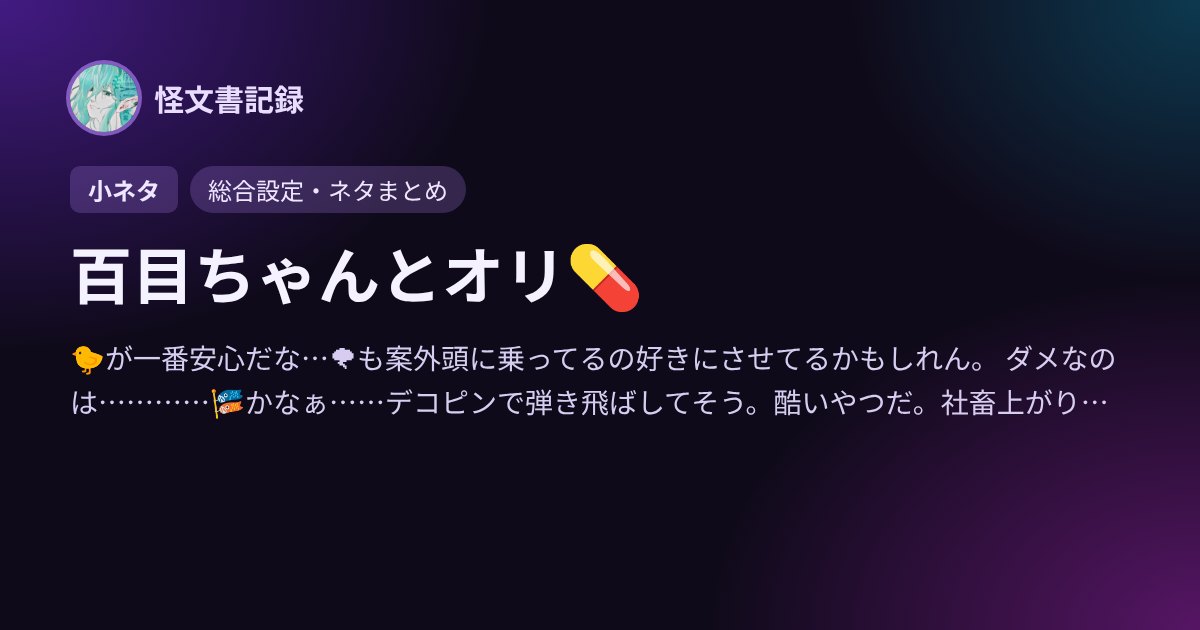 怪文書記録
小ネタ
総合設定・ネタまとめ
百目ちゃんとオリ💊
🐤が一番安心だな…🌪も案外頭に乗ってるの好きにさせてるかもしれん。 ダメなの
は…………🎏かなぁ……デコピンで弾き飛ばしてそう。酷いやつだ。社畜上がり…